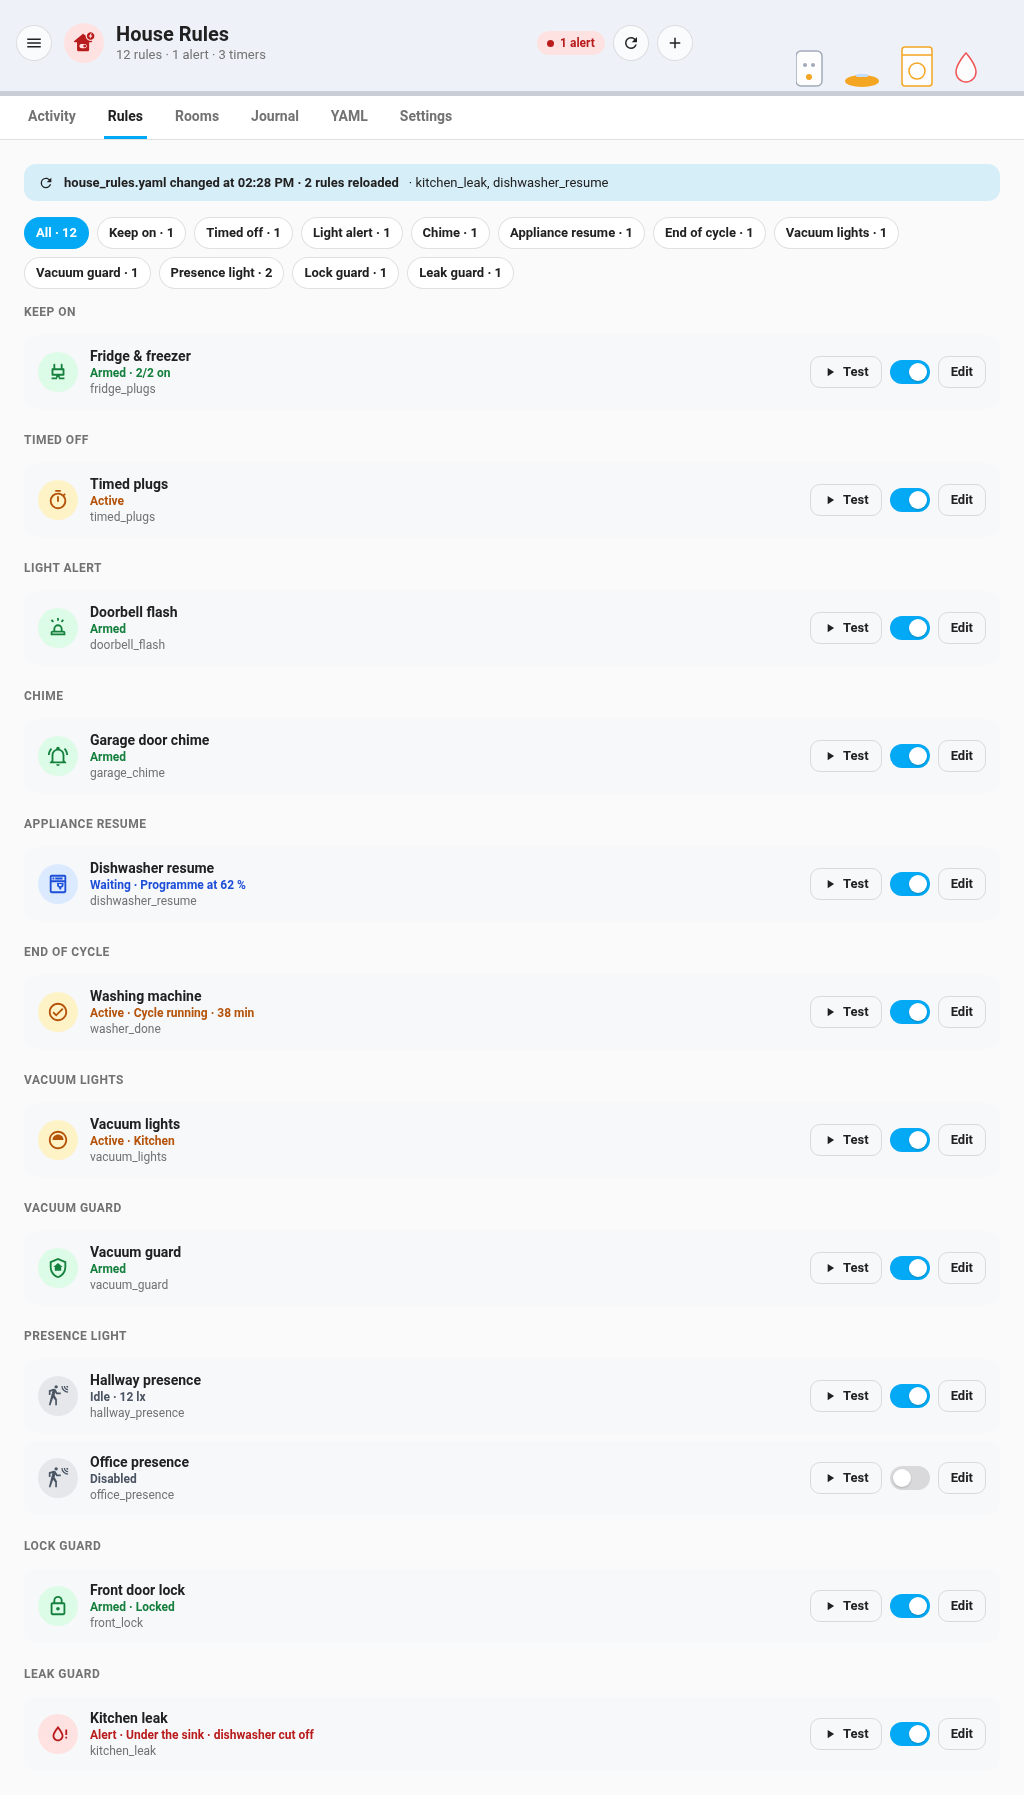 House Rules
12 rules · 1 alert · 3 timers
1 alert
Activity
Rules
Rooms
Journal
YAML
Settings
house_rules.yaml changed at 02:28 PM · 2 rules reloaded · kitchen_leak, dishwasher_resume
All · 12
Keep on · 1
Timed off · 1
Light alert · 1
Chime · 1
Appliance resume · 1
End of cycle · 1
Vacuum lights · 1
Vacuum guard · 1
Presence light · 2
Lock guard · 1
Leak guard · 1
KEEP ON
Fridge & freezer
Armed · 2/2 on
fridge_plugs
Test
Edit
TIMED OFF
Timed plugs
Active
timed_plugs
Test
Edit
LIGHT ALERT
Doorbell flash
Armed
doorbell_flash
Test
Edit
CHIME
Garage door chime
Armed
garage_chime
Test
Edit
APPLIANCE RESUME
Dishwasher resume
Waiting · Programme at 62 %
dishwasher_resume
Test
Edit
END OF CYCLE
Washing machine
Active · Cycle running · 38 min
washer_done
Test
Edit
VACUUM LIGHTS
Vacuum lights
Active · Kitchen
vacuum_lights
Test
Edit
VACUUM GUARD
Vacuum guard
Armed
vacuum_guard
Test
Edit
PRESENCE LIGHT
Hallway presence
Idle · 12 lx
hallway_presence
Test
Edit
Office presence
Disabled
office_presence
Test
Edit
LOCK GUARD
Front door lock
Armed · Locked
front_lock
Test
Edit
LEAK GUARD
Kitchen leak
Alert · Under the sink · dishwasher cut off
kitchen_leak
Test
Edit